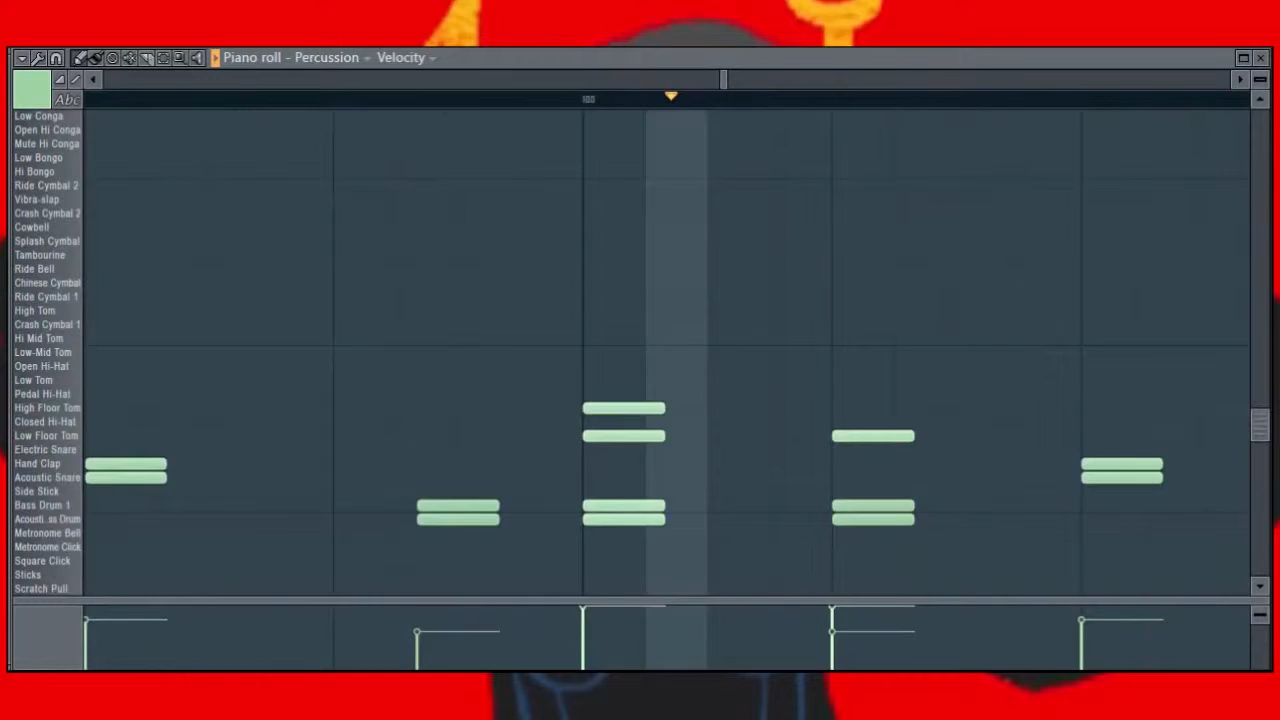 Piano roll - Percussion Velocity
Abc
Low Conga
Open Hi Conga
Mute Hi Conga
Low Bongo
Hi Bongo
Ride Cymbal 2
Vibra-slap
Crash Cymbal 2
Cowbell
Splash Cymbal
Tambourine
Ride Bell
Chinese Cymbal
Ride Cymbal 1
High Tom
Crash Cymbal 1
Hi Mid Tom
Low-Mid Tom
Open Hi-Hat
Low Tom
Pedal Hi-Hat
High Floor Tom
Closed Hi-Hat
Low Floor Tom
Electric Snare
Hand Clap
Acoustic Snare
Side Stick
Bass Drum 1
Acousti..ss Drum
Metronome Bell
Metronome Click
Square Click
Sticks
Scratch Pull